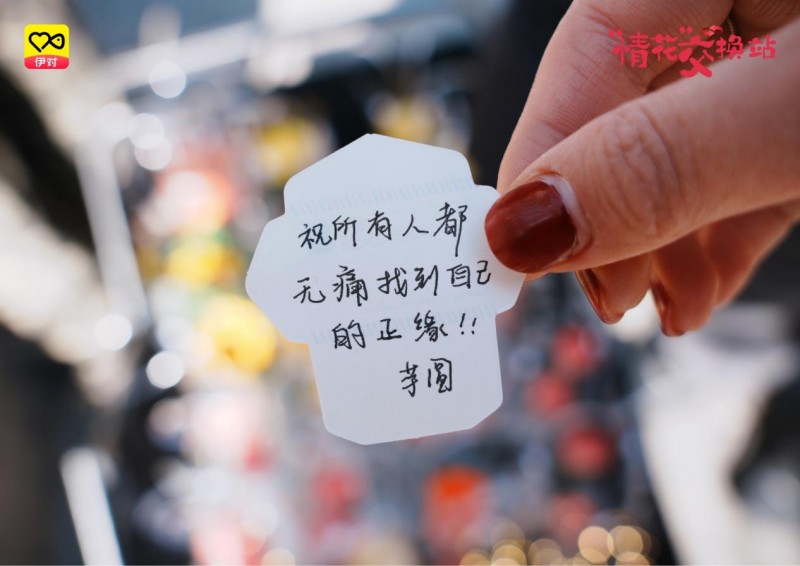 伊对
"情花"交换站
祝所有人都
无痛找到自己
的正缘!!
芋圆